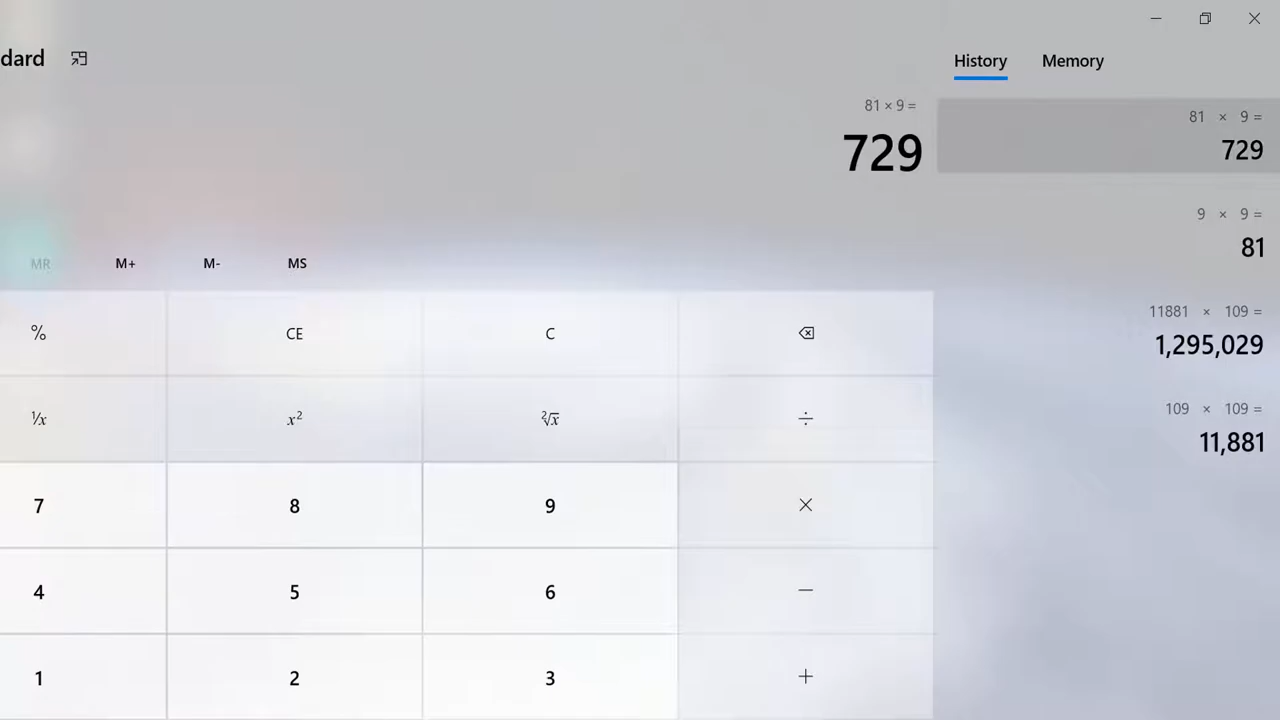 dard
History Memory
81 × 9 =
729
81 × 9 =
729
9 × 9 =
81
11881 × 109 =
1,295,029
109 × 109 =
11,881
MR M+ M- MS
% CE C
⅟x x² ²√x ÷
7 8 9 ×
4 5 6 −
1 2 3 +